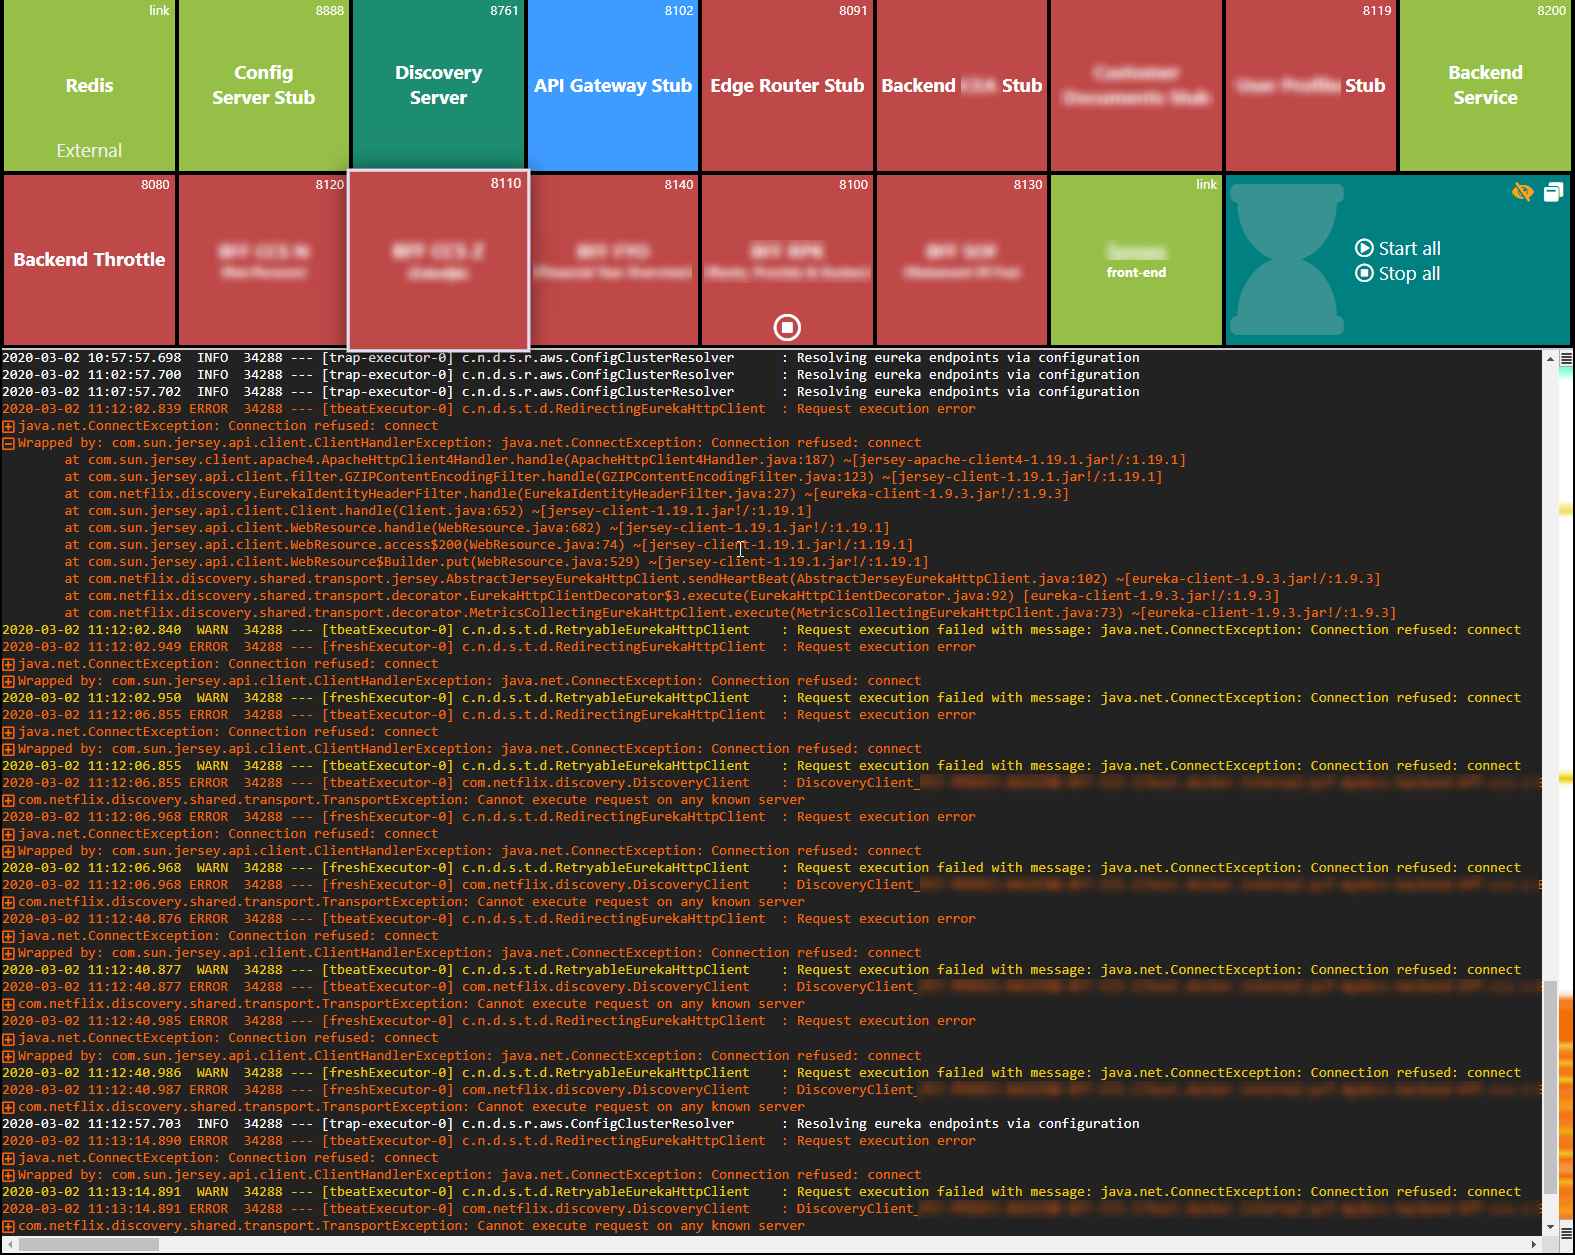 link
Redis
External
8888
Config
Server Stub
8761
Discovery
Server
8102
API Gateway Stub
8091
Edge Router Stub
Backend Stub
8119
Stub
8200
Backend
Service
8080
Backend Throttle
8120
8110
8140
8100
8130
link
front-end
Start all
Stop all
2020-03-02 10:57:57.698  INFO  34288 --- [trap-executor-0] c.n.d.s.r.aws.ConfigClusterResolver      : Resolving eureka endpoints via configuration
2020-03-02 11:02:57.700  INFO  34288 --- [trap-executor-0] c.n.d.s.r.aws.ConfigClusterResolver      : Resolving eureka endpoints via configuration
2020-03-02 11:07:57.702  INFO  34288 --- [trap-executor-0] c.n.d.s.r.aws.ConfigClusterResolver      : Resolving eureka endpoints via configuration
2020-03-02 11:12:02.839 ERROR  34288 --- [tbeatExecutor-0] c.n.d.s.t.d.RedirectingEurekaHttpClient  : Request execution error
java.net.ConnectException: Connection refused: connect
Wrapped by: com.sun.jersey.api.client.ClientHandlerException: java.net.ConnectException: Connection refused: connect
at com.sun.jersey.client.apache4.ApacheHttpClient4Handler.handle(ApacheHttpClient4Handler.java:187) ~[jersey-apache-client4-1.19.1.jar!/:1.19.1]
at com.sun.jersey.api.client.filter.GZIPContentEncodingFilter.handle(GZIPContentEncodingFilter.java:123) ~[jersey-client-1.19.1.jar!/:1.19.1]
at com.netflix.discovery.EurekaIdentityHeaderFilter.handle(EurekaIdentityHeaderFilter.java:27) ~[eureka-client-1.9.3.jar!/:1.9.3]
at com.sun.jersey.api.client.Client.handle(Client.java:652) ~[jersey-client-1.19.1.jar!/:1.19.1]
at com.sun.jersey.api.client.WebResource.handle(WebResource.java:682) ~[jersey-client-1.19.1.jar!/:1.19.1]
at com.sun.jersey.api.client.WebResource.access$200(WebResource.java:74) ~[jersey-client-1.19.1.jar!/:1.19.1]
at com.sun.jersey.api.client.WebResource$Builder.put(WebResource.java:529) ~[jersey-client-1.19.1.jar!/:1.19.1]
at com.netflix.discovery.shared.transport.jersey.AbstractJerseyEurekaHttpClient.sendHeartBeat(AbstractJerseyEurekaHttpClient.java:102) ~[eureka-client-1.9.3.jar!/:1.9.3]
at com.netflix.discovery.shared.transport.decorator.EurekaHttpClientDecorator$3.execute(EurekaHttpClientDecorator.java:92) [eureka-client-1.9.3.jar!/:1.9.3]
at com.netflix.discovery.shared.transport.decorator.MetricsCollectingEurekaHttpClient.execute(MetricsCollectingEurekaHttpClient.java:73) ~[eureka-client-1.9.3.jar!/:1.9.3]
2020-03-02 11:12:02.840  WARN  34288 --- [tbeatExecutor-0] c.n.d.s.t.d.RetryableEurekaHttpClient    : Request execution failed with message: java.net.ConnectException: Connection refused: connect
2020-03-02 11:12:02.949 ERROR  34288 --- [freshExecutor-0] c.n.d.s.t.d.RedirectingEurekaHttpClient  : Request execution error
java.net.ConnectException: Connection refused: connect
Wrapped by: com.sun.jersey.api.client.ClientHandlerException: java.net.ConnectException: Connection refused: connect
2020-03-02 11:12:02.950  WARN  34288 --- [freshExecutor-0] c.n.d.s.t.d.RetryableEurekaHttpClient    : Request execution failed with message: java.net.ConnectException: Connection refused: connect
2020-03-02 11:12:06.855 ERROR  34288 --- [tbeatExecutor-0] c.n.d.s.t.d.RedirectingEurekaHttpClient  : Request execution error
java.net.ConnectException: Connection refused: connect
Wrapped by: com.sun.jersey.api.client.ClientHandlerException: java.net.ConnectException: Connection refused: connect
2020-03-02 11:12:06.855  WARN  34288 --- [tbeatExecutor-0] c.n.d.s.t.d.RetryableEurekaHttpClient    : Request execution failed with message: java.net.ConnectException: Connection refused: connect
2020-03-02 11:12:06.855 ERROR  34288 --- [tbeatExecutor-0] com.netflix.discovery.DiscoveryClient    : DiscoveryClient_
com.netflix.discovery.shared.transport.TransportException: Cannot execute request on any known server
2020-03-02 11:12:06.968 ERROR  34288 --- [freshExecutor-0] c.n.d.s.t.d.RedirectingEurekaHttpClient  : Request execution error
java.net.ConnectException: Connection refused: connect
Wrapped by: com.sun.jersey.api.client.ClientHandlerException: java.net.ConnectException: Connection refused: connect
2020-03-02 11:12:06.968  WARN  34288 --- [freshExecutor-0] c.n.d.s.t.d.RetryableEurekaHttpClient    : Request execution failed with message: java.net.ConnectException: Connection refused: connect
2020-03-02 11:12:06.968 ERROR  34288 --- [freshExecutor-0] com.netflix.discovery.DiscoveryClient    : DiscoveryClient_
com.netflix.discovery.shared.transport.TransportException: Cannot execute request on any known server
2020-03-02 11:12:40.876 ERROR  34288 --- [tbeatExecutor-0] c.n.d.s.t.d.RedirectingEurekaHttpClient  : Request execution error
java.net.ConnectException: Connection refused: connect
Wrapped by: com.sun.jersey.api.client.ClientHandlerException: java.net.ConnectException: Connection refused: connect
2020-03-02 11:12:40.877  WARN  34288 --- [tbeatExecutor-0] c.n.d.s.t.d.RetryableEurekaHttpClient    : Request execution failed with message: java.net.ConnectException: Connection refused: connect
2020-03-02 11:12:40.877 ERROR  34288 --- [tbeatExecutor-0] com.netflix.discovery.DiscoveryClient    : DiscoveryClient_
com.netflix.discovery.shared.transport.TransportException: Cannot execute request on any known server
2020-03-02 11:12:40.985 ERROR  34288 --- [freshExecutor-0] c.n.d.s.t.d.RedirectingEurekaHttpClient  : Request execution error
java.net.ConnectException: Connection refused: connect
Wrapped by: com.sun.jersey.api.client.ClientHandlerException: java.net.ConnectException: Connection refused: connect
2020-03-02 11:12:40.986  WARN  34288 --- [freshExecutor-0] c.n.d.s.t.d.RetryableEurekaHttpClient    : Request execution failed with message: java.net.ConnectException: Connection refused: connect
2020-03-02 11:12:40.987 ERROR  34288 --- [freshExecutor-0] com.netflix.discovery.DiscoveryClient    : DiscoveryClient_
com.netflix.discovery.shared.transport.TransportException: Cannot execute request on any known server
2020-03-02 11:12:57.703  INFO  34288 --- [trap-executor-0] c.n.d.s.r.aws.ConfigClusterResolver      : Resolving eureka endpoints via configuration
2020-03-02 11:13:14.890 ERROR  34288 --- [tbeatExecutor-0] c.n.d.s.t.d.RedirectingEurekaHttpClient  : Request execution error
java.net.ConnectException: Connection refused: connect
Wrapped by: com.sun.jersey.api.client.ClientHandlerException: java.net.ConnectException: Connection refused: connect
2020-03-02 11:13:14.891  WARN  34288 --- [tbeatExecutor-0] c.n.d.s.t.d.RetryableEurekaHttpClient    : Request execution failed with message: java.net.ConnectException: Connection refused: connect
2020-03-02 11:13:14.891 ERROR  34288 --- [tbeatExecutor-0] com.netflix.discovery.DiscoveryClient    : DiscoveryClient_
com.netflix.discovery.shared.transport.TransportException: Cannot execute request on any known server